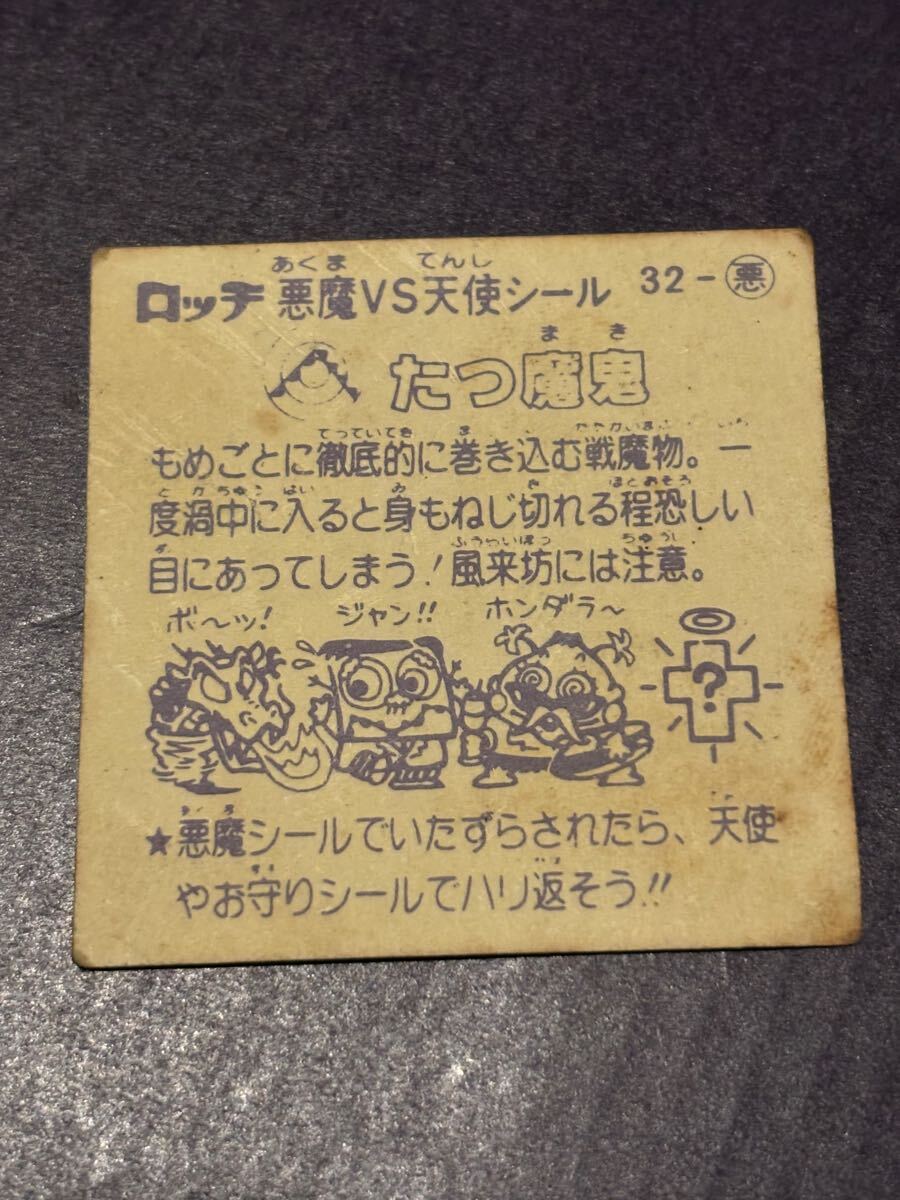 ロッチ 悪魔VS天使シール 32-悪
たつ魔鬼
もめごとに徹底的に巻き込む戦魔物。一
度渦中に入ると身もねじ切れる程恐しい
目にあってしまう！風来坊には注意。
ボ〜ッ！ ジャン!! ホンダラ〜
?
★悪魔シールでいたずらされたら、天使
やお守りシールでハリ返そう!!